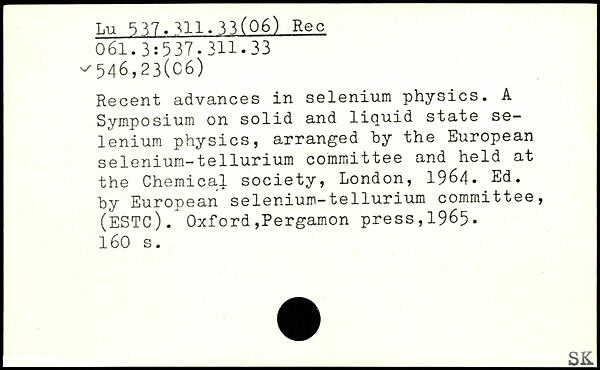 Lu 537.311.33(06) Rec
061.3:537.311.33
✓546,23(06)
Recent advances in selenium physics. A
Symposium on solid and liquid state se-
lenium physics, arranged by the European
selenium-tellurium committee and held at
the Chemical society, London, 1964. Ed.
by European selenium-tellurium committee,
(ESTC). Oxford,Pergamon press,1965.
160 s.
SK